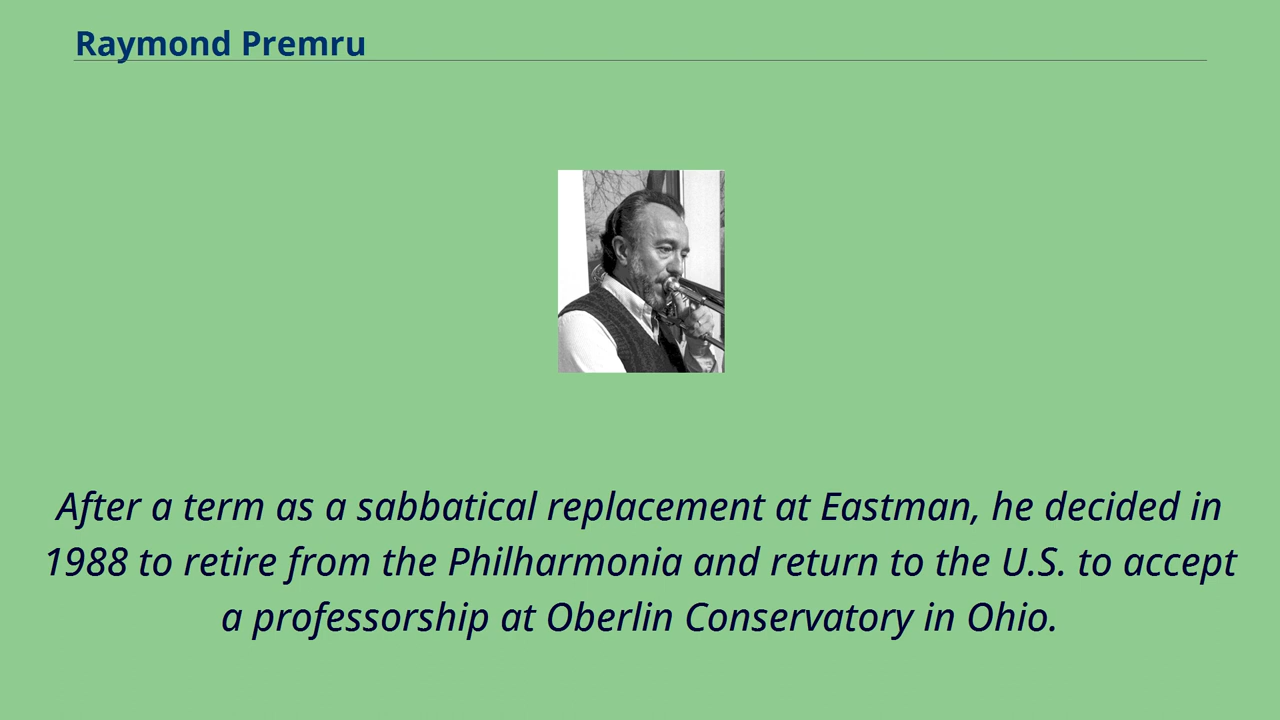 Raymond Premru
After a term as a sabbatical replacement at Eastman, he decided in
1988 to retire from the Philharmonia and return to the U.S. to accept
a professorship at Oberlin Conservatory in Ohio.